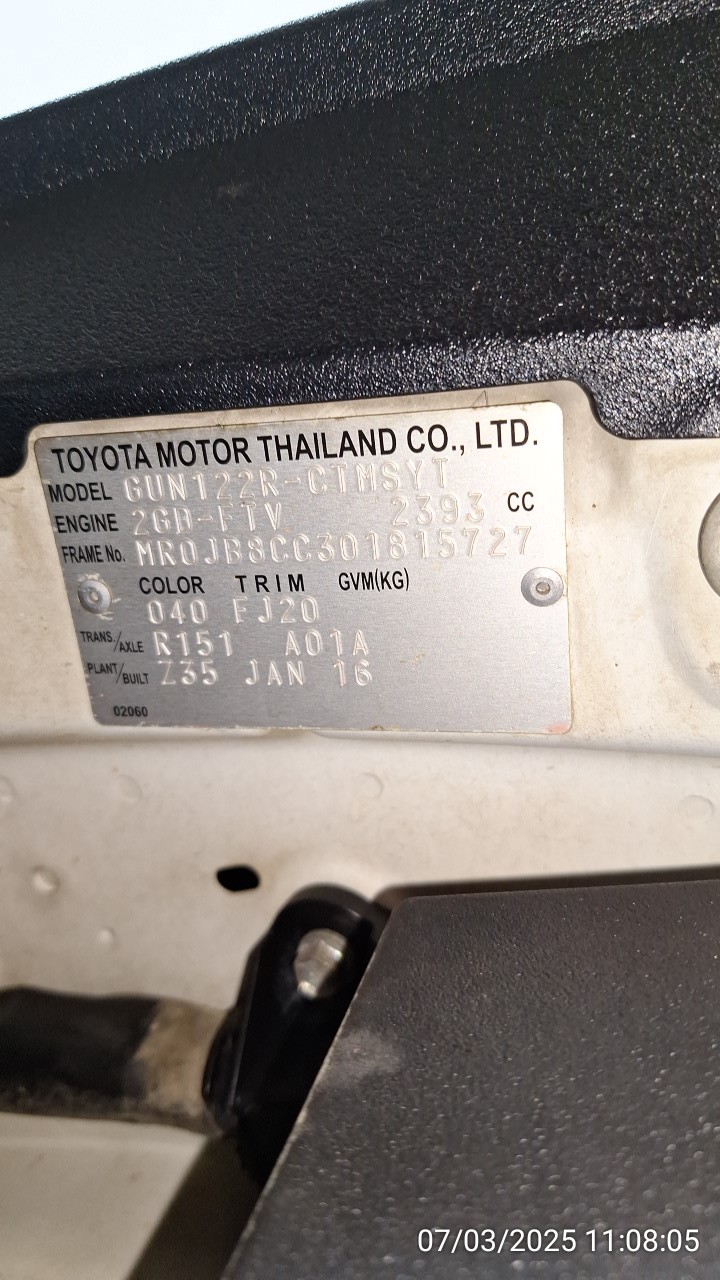 TOYOTA MOTOR THAILAND CO., LTD.
MODEL GUN122R-CTMSYT
ENGINE 2GD-FTV 2393 CC
FRAME No. MR0JB8CC301815727
COLOR TRIM GVM(KG)
040 FJ20
TRANS./AXLE R151 A01A
PLANT/BUILT Z35 JAN 16
02060
07/03/2025 11:08:05